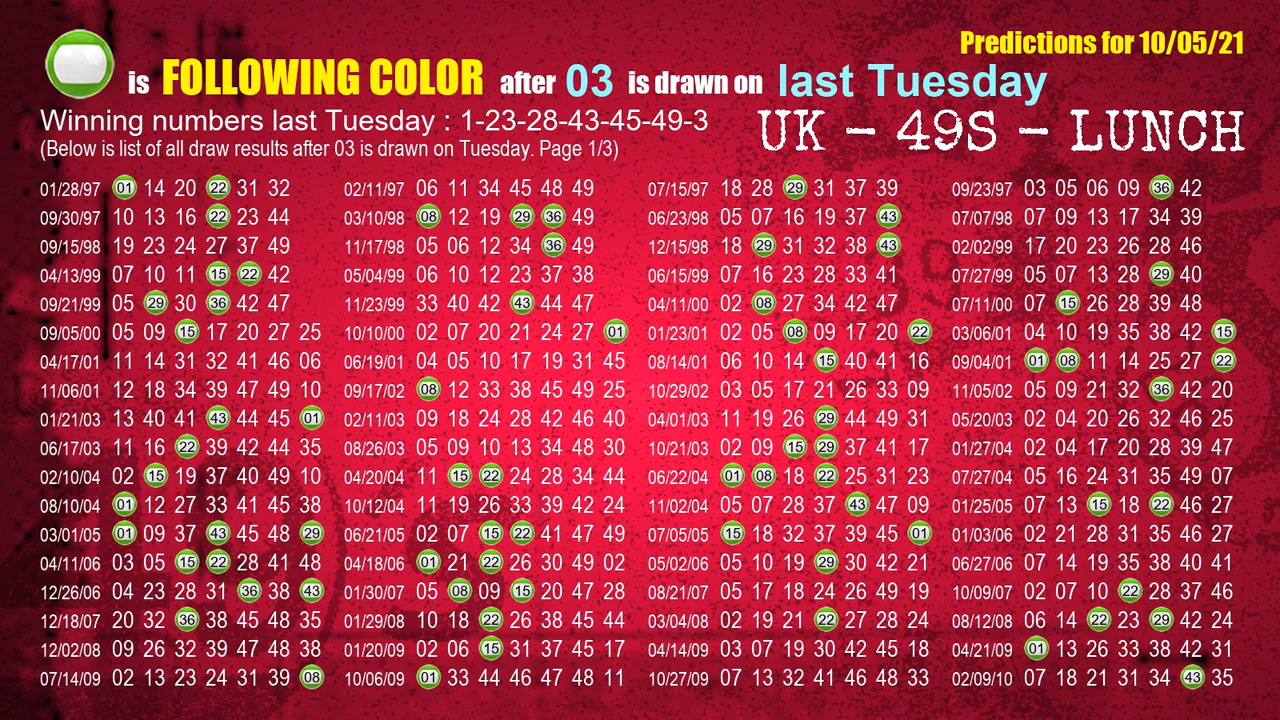 Predictions for 10/05/21
is FOLLOWING COLOR after 03 is drawn on last Tuesday
Winning numbers last Tuesday : 1-23-28-43-45-49-3
UK - 49S - LUNCH
(Below is list of all draw results after 03 is drawn on Tuesday. Page 1/3)
01/28/97 01 14 20 22 31 32 02/11/97 06 11 34 45 48 49 07/15/97 18 28 29 31 37 39 09/23/97 03 05 06 09 36 42
09/30/97 10 13 16 22 23 44 03/10/98 08 12 19 29 36 49 06/23/98 05 07 16 19 37 43 07/07/98 07 09 13 17 34 39
09/15/98 19 23 24 27 37 49 11/17/98 05 06 12 34 36 49 12/15/98 18 29 31 32 38 43 02/02/99 17 20 23 26 28 46
04/13/99 07 10 11 15 22 42 05/04/99 06 10 12 23 37 38 06/15/99 07 16 23 28 33 41 07/27/99 05 07 13 28 29 40
09/21/99 05 29 30 36 42 47 11/23/99 33 40 42 43 44 47 04/11/00 02 08 27 34 42 47 07/11/00 07 15 26 28 39 48
09/05/00 05 09 15 17 20 27 25 10/10/00 02 07 20 21 24 27 01 01/23/01 02 05 08 09 17 20 22 03/06/01 04 10 19 35 38 42 15
04/17/01 11 14 31 32 41 46 06 06/19/01 04 05 10 17 19 31 45 08/14/01 06 10 14 15 40 41 16 09/04/01 01 08 11 14 25 27 22
11/06/01 12 18 34 39 47 49 10 09/17/02 08 12 33 38 45 49 25 10/29/02 03 05 17 21 26 33 09 11/05/02 05 09 21 32 36 42 20
01/21/03 13 40 41 43 44 45 01 02/11/03 09 18 24 28 42 46 40 04/01/03 11 19 26 29 44 49 31 05/20/03 02 04 20 26 32 46 25
06/17/03 11 16 22 39 42 44 35 08/26/03 05 09 10 13 34 48 30 10/21/03 02 09 15 29 37 41 17 01/27/04 02 04 17 20 28 39 47
02/10/04 02 15 19 37 40 49 10 04/20/04 11 15 22 24 28 34 44 06/22/04 01 08 18 22 25 31 23 07/27/04 05 16 24 31 35 49 07
08/10/04 01 12 27 33 41 45 38 10/12/04 11 19 26 33 39 42 24 11/02/04 05 07 28 37 43 47 09 01/25/05 07 13 15 18 22 46 27
03/01/05 01 09 37 43 45 48 29 06/21/05 02 07 15 22 41 47 49 07/05/05 15 18 32 37 39 45 01 01/03/06 02 21 28 31 35 46 27
04/11/06 03 05 15 22 28 41 48 04/18/06 01 21 22 26 30 49 02 05/02/06 05 10 19 29 30 42 21 06/27/06 07 14 19 35 38 40 41
12/26/06 04 23 28 31 36 38 43 01/30/07 05 08 09 15 20 47 28 08/21/07 05 17 18 24 26 49 19 10/09/07 02 07 10 22 28 37 46
12/18/07 20 32 36 38 45 48 35 01/29/08 10 18 22 26 38 45 44 03/04/08 02 19 21 22 27 28 24 08/12/08 06 14 22 23 29 42 24
12/02/08 09 26 32 39 47 48 38 01/20/09 02 06 15 31 37 45 17 04/14/09 03 07 19 30 42 45 18 04/21/09 01 13 26 33 38 42 31
07/14/09 02 13 23 24 31 39 08 10/06/09 01 33 44 46 47 48 11 10/27/09 07 13 32 41 46 48 33 02/09/10 07 18 21 31 34 43 35